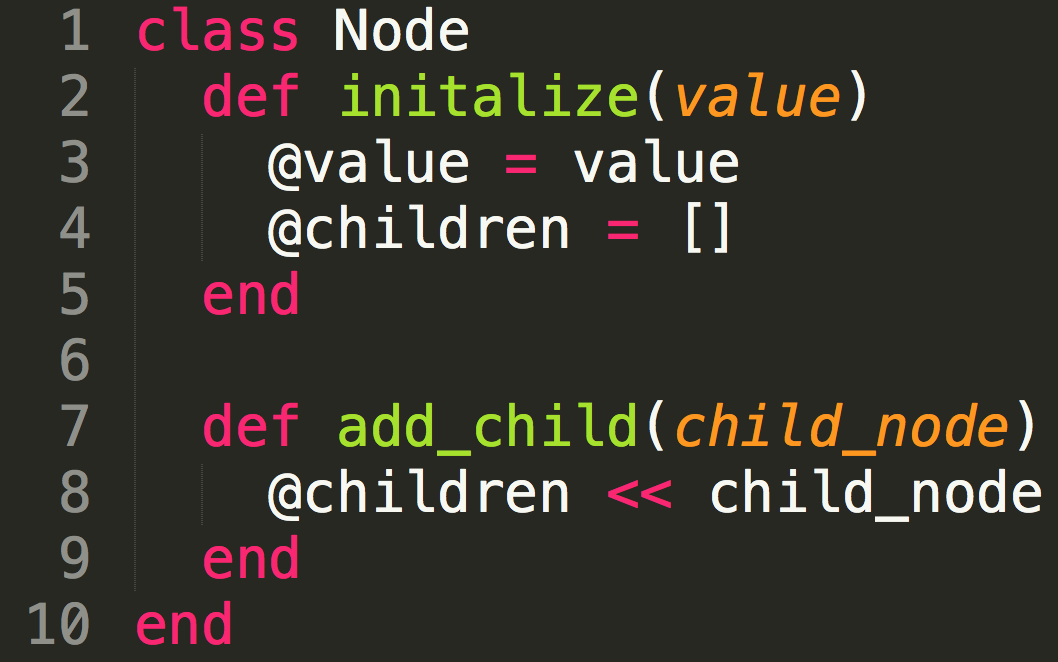 1 class Node
2   def initalize(value)
3     @value = value
4     @children = []
5   end
6
7   def add_child(child_node)
8     @children << child_node
9   end
10 end